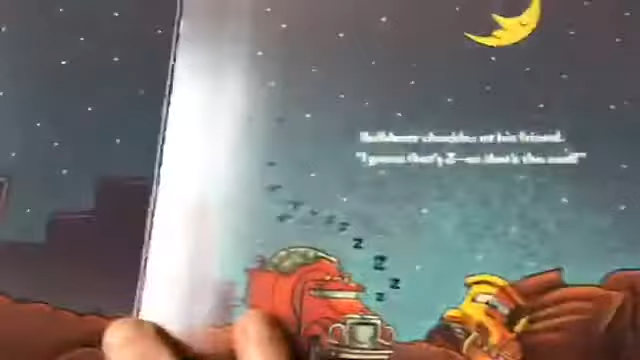 Bulldozer chuckles at his friend.
"I guess that's Z—so that's the end!"
Z
Z
Z
Z